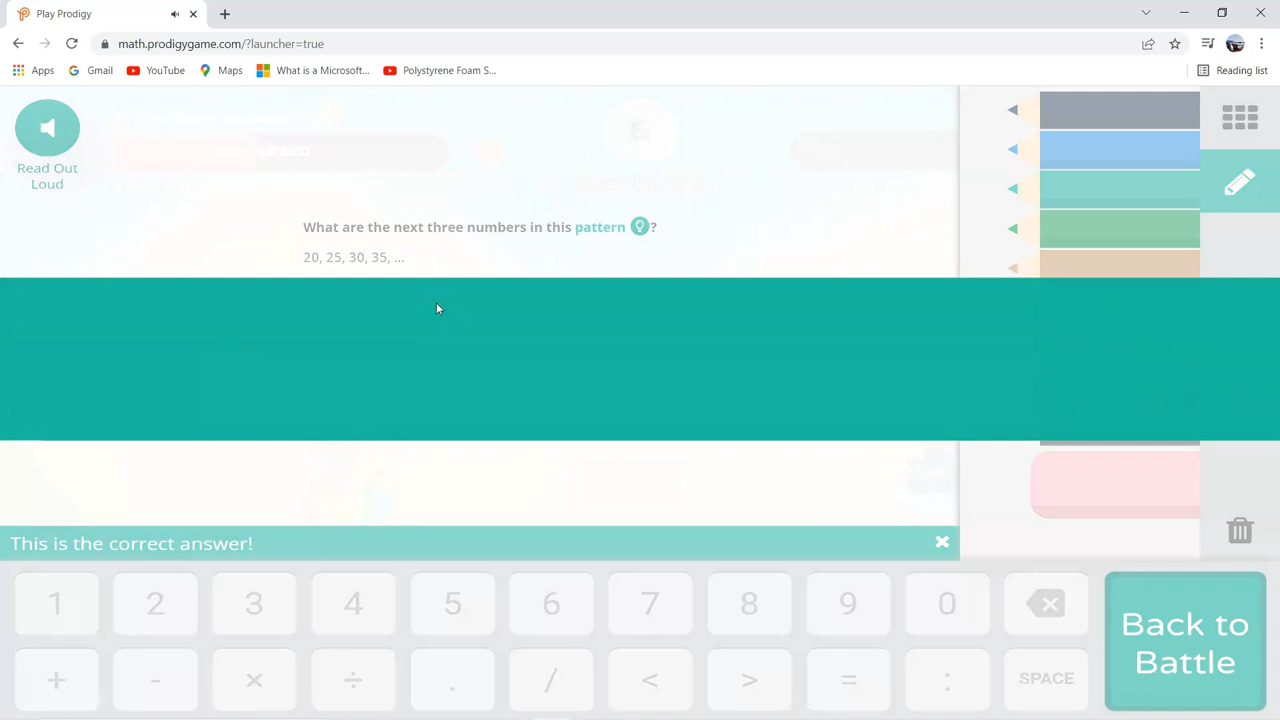 Play Prodigy
math.prodigygame.com/?launcher=true
Apps
Gmail
YouTube
Maps
What is a Microsoft...
Polystyrene Foam S...
Reading list
Read Out
Loud
What are the next three numbers in this pattern ?
20, 25, 30, 35, ...
This is the correct answer!
1 2 3 4 5 6 7 8 9 0
+ - × ÷ . / < > = : SPACE
Back to
Battle